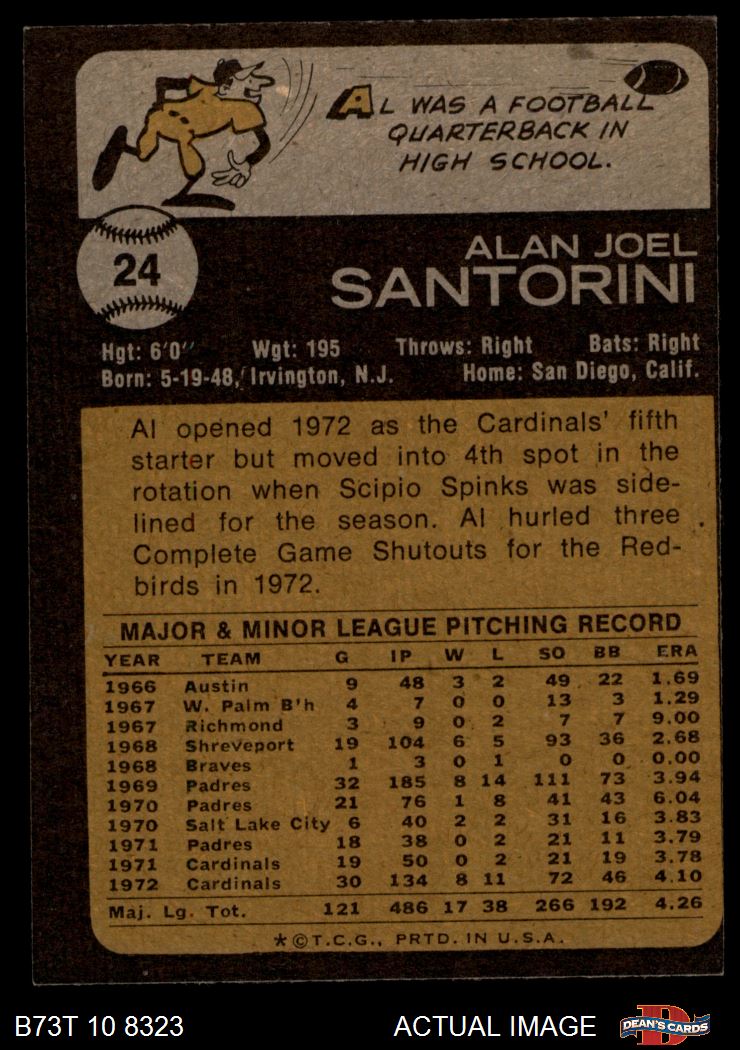 AL WAS A FOOTBALL
QUARTERBACK IN
HIGH SCHOOL.
24
ALAN JOEL
SANTORINI
Hgt: 6'0" Wgt: 195 Throws: Right Bats: Right
Born: 5-19-48, Irvington, N.J. Home: San Diego, Calif.
Al opened 1972 as the Cardinals' fifth
starter but moved into 4th spot in the
rotation when Scipio Spinks was side-
lined for the season. Al hurled three
Complete Game Shutouts for the Red-
birds in 1972.
MAJOR & MINOR LEAGUE PITCHING RECORD
YEAR TEAM G IP W L SO BB ERA
1966 Austin 9 48 3 2 49 22 1.69
1967 W. Palm B'h 4 7 0 0 13 3 1.29
1967 Richmond 3 9 0 2 7 7 9.00
1968 Shreveport 19 104 6 5 93 36 2.68
1968 Braves 1 3 0 1 0 0 0.00
1969 Padres 32 185 8 14 111 73 3.94
1970 Padres 21 76 1 8 41 43 6.04
1970 Salt Lake City 6 40 2 2 31 16 3.83
1971 Padres 18 38 0 2 21 11 3.79
1971 Cardinals 19 50 0 2 21 19 3.78
1972 Cardinals 30 134 8 11 72 46 4.10
Maj. Lg. Tot. 121 486 17 38 266 192 4.26
*©T.C.G., PRTD. IN U.S.A.
B73T 10 8323 ACTUAL IMAGE DEAN'S CARDS